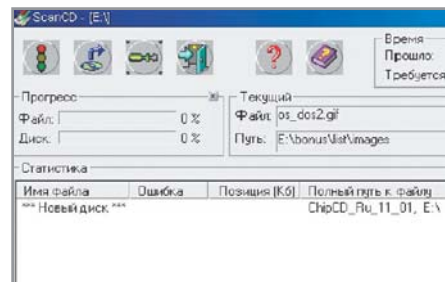 ScanCD - [E:\]
Время
Прошло:
Требуется
Прогресс
Файл: 0 %
Диск: 0 %
Текущий
Файл: os_dos2.gif
Путь: E:\bonus\list\images
Статистика
Имя файла Ошибка Позиция (Кб) Полный путь к файлу
*** Новый диск *** ChipCD_Ru_11_01, E:\